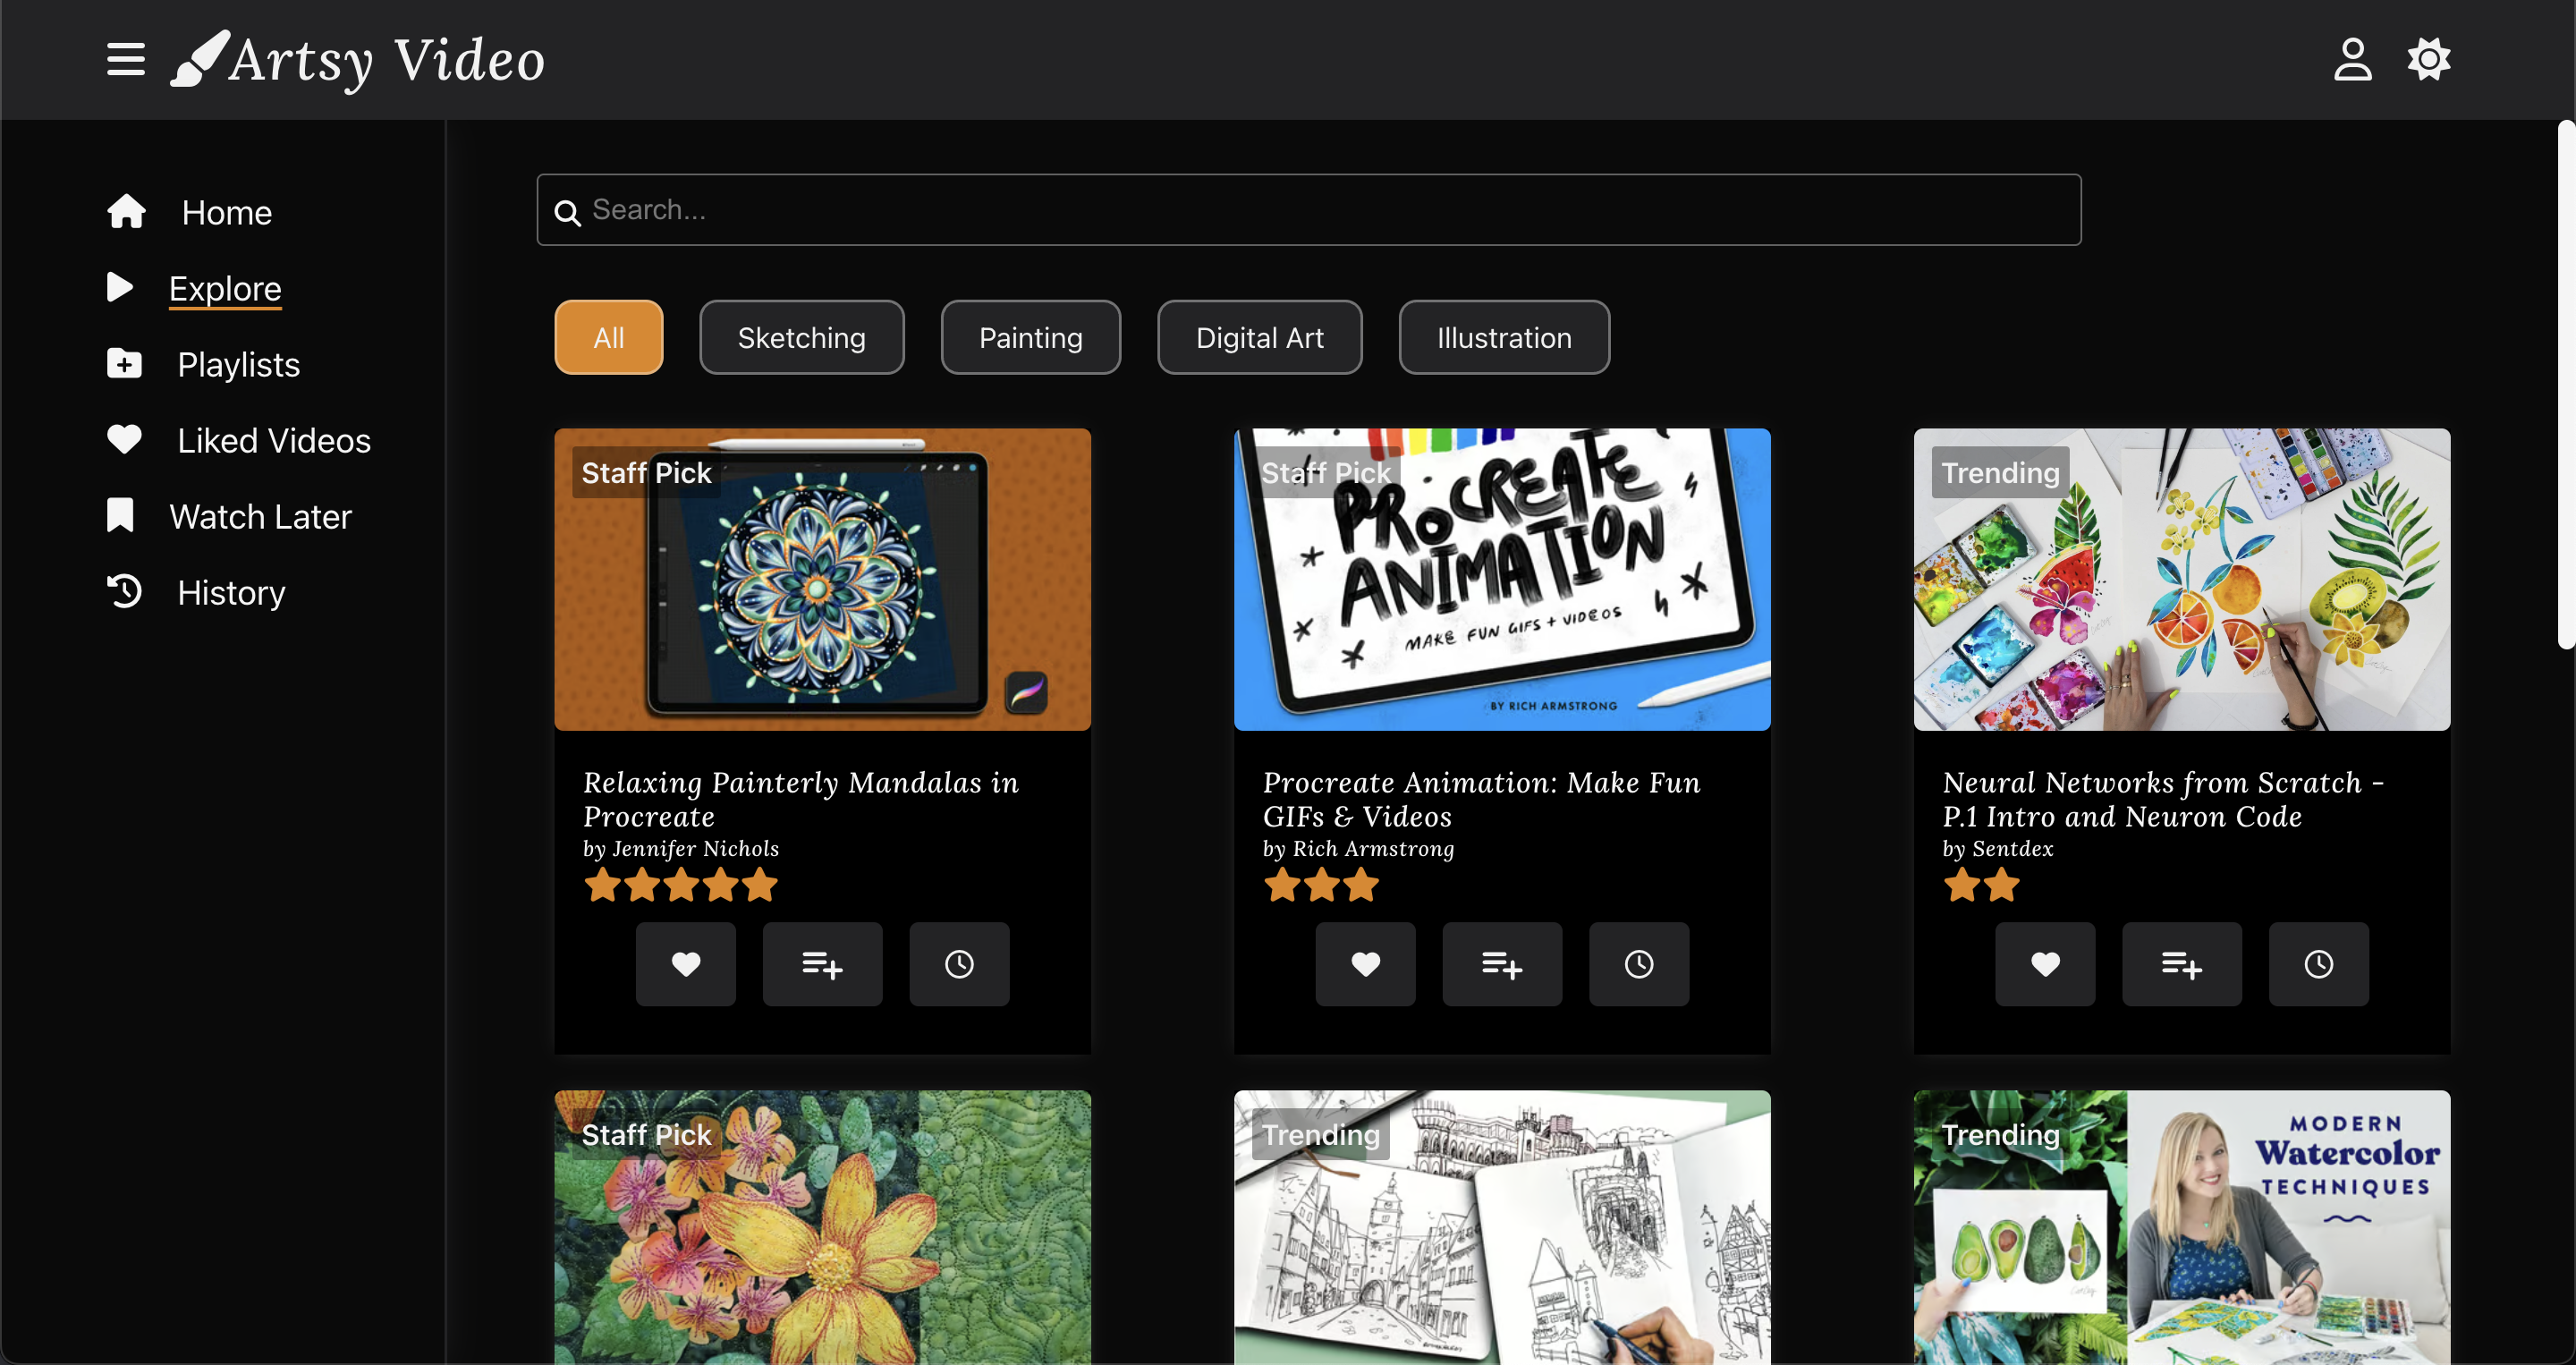 Artsy Video
Home
Explore
Playlists
Liked Videos
Watch Later
History
Search...
All
Sketching
Painting
Digital Art
Illustration
Staff Pick
Relaxing Painterly Mandalas in
Procreate
by Jennifer Nichols
Staff Pick
PROCREATE
ANIMATION
MAKE FUN GIFS + VIDEOS
BY RICH ARMSTRONG
Procreate Animation: Make Fun
GIFs & Videos
by Rich Armstrong
Trending
Neural Networks from Scratch -
P.1 Intro and Neuron Code
by Sentdex
Staff Pick
Trending
Trending
MODERN
Watercolor
TECHNIQUES